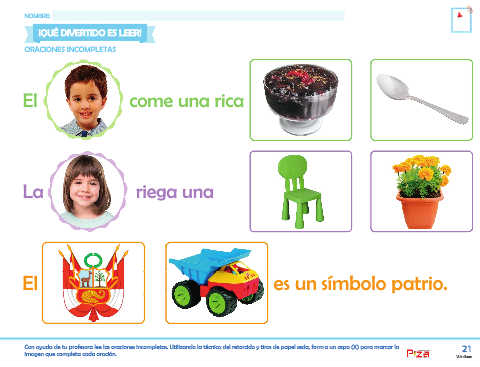 NOMBRE
¡QUÉ DIVERTIDO ES LEER!
ORACIONES INCOMPLETAS
El come una rica
La riega una
El es un símbolo patrio.
Con ayuda de tu profesora lee las oraciones incompletas. Utilizando la técnica del retorcido y tiras de papel seda, forma un aspa (X) para marcar la
imagen que completa cada oración.
21